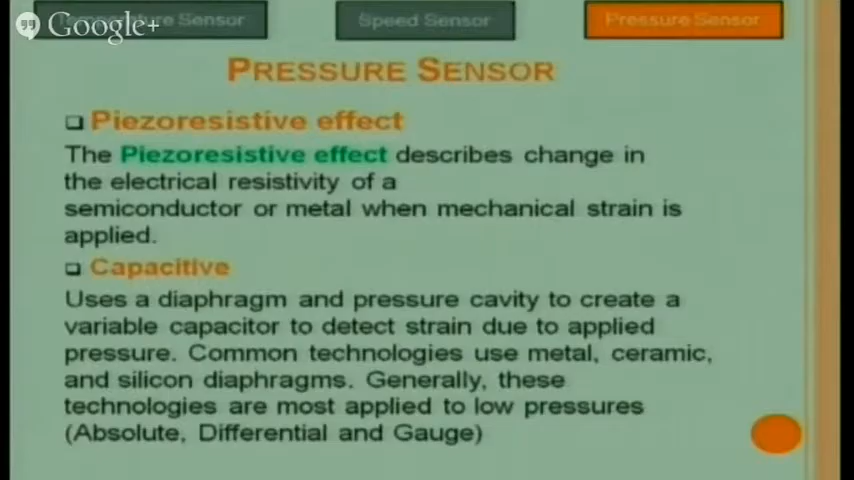 Temperature Sensor
Speed Sensor
Pressure Sensor
Google+
PRESSURE SENSOR
Piezoresistive effect
The Piezoresistive effect describes change in
the electrical resistivity of a
semiconductor or metal when mechanical strain is
applied.
Capacitive
Uses a diaphragm and pressure cavity to create a
variable capacitor to detect strain due to applied
pressure. Common technologies use metal, ceramic,
and silicon diaphragms. Generally, these
technologies are most applied to low pressures
(Absolute, Differential and Gauge)